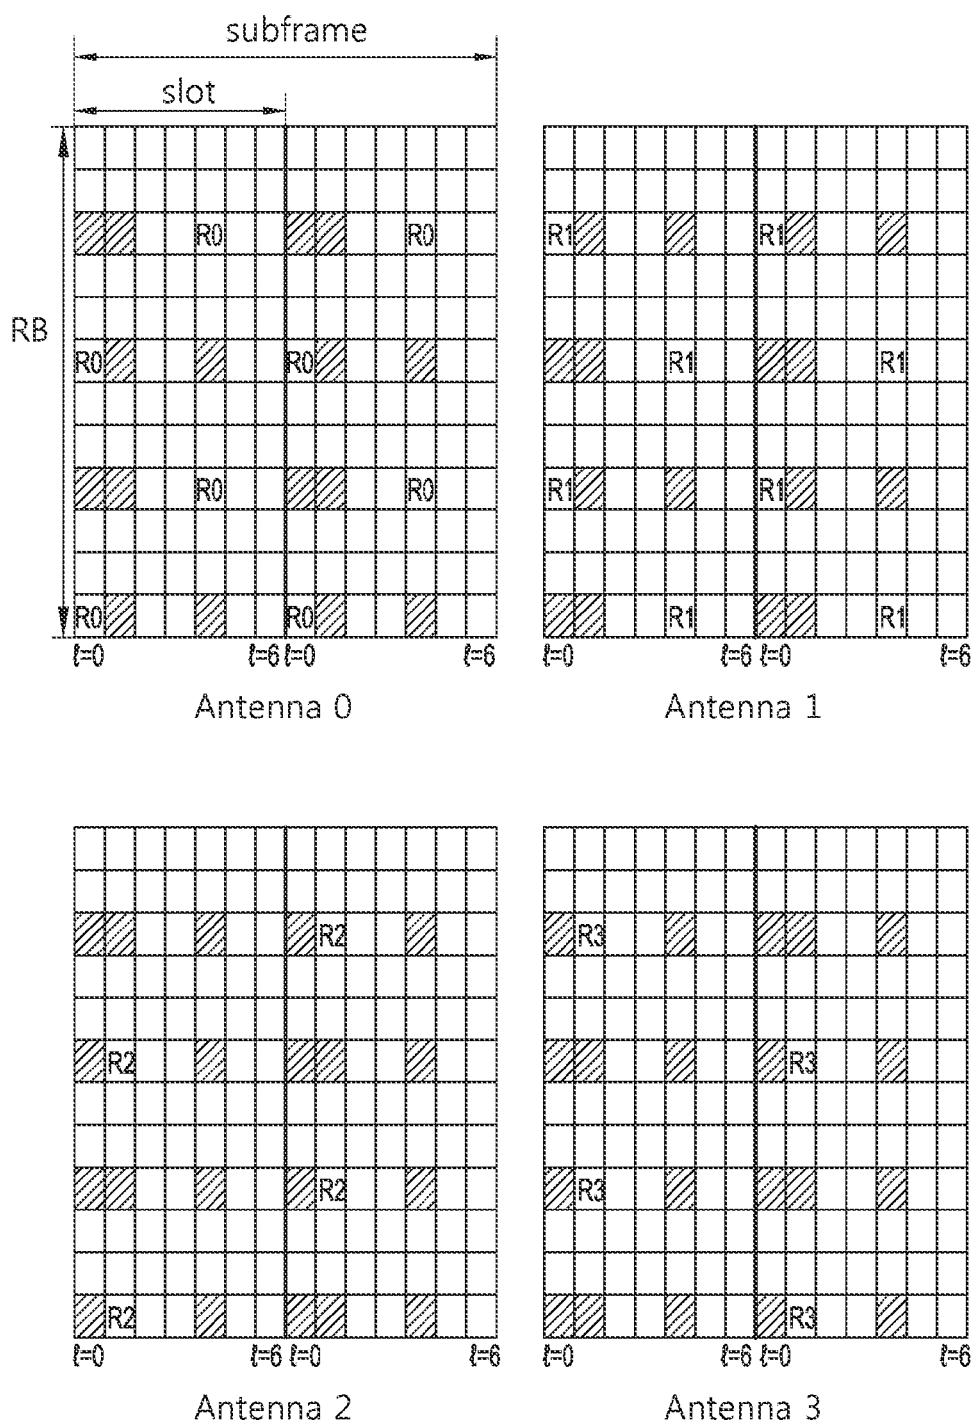 subframe
slot
RB
R0 R0
R0 R0
R0 R0
R0 R0
ℓ=0 ℓ=6 ℓ=0 ℓ=6
Antenna 0
R1 R1
R1 R1
R1 R1
R1 R1
ℓ=0 ℓ=6 ℓ=0 ℓ=6
Antenna 1
R2
R2
R2
R2
ℓ=0 ℓ=6 ℓ=0 ℓ=6
Antenna 2
R3
R3
R3
R3
ℓ=0 ℓ=6 ℓ=0 ℓ=6
Antenna 3